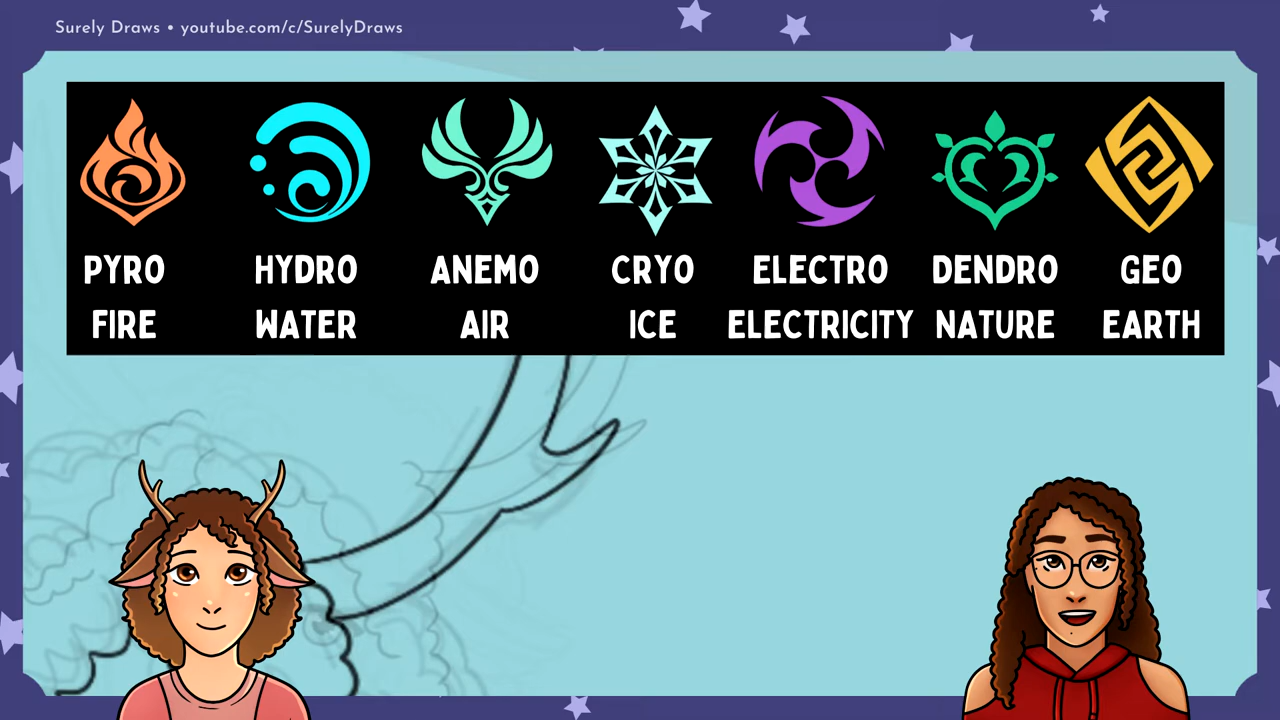 Surely Draws • youtube.com/c/SurelyDraws
PYRO HYDRO ANEMO CRYO ELECTRO DENDRO GEO
FIRE WATER AIR ICE ELECTRICITY NATURE EARTH